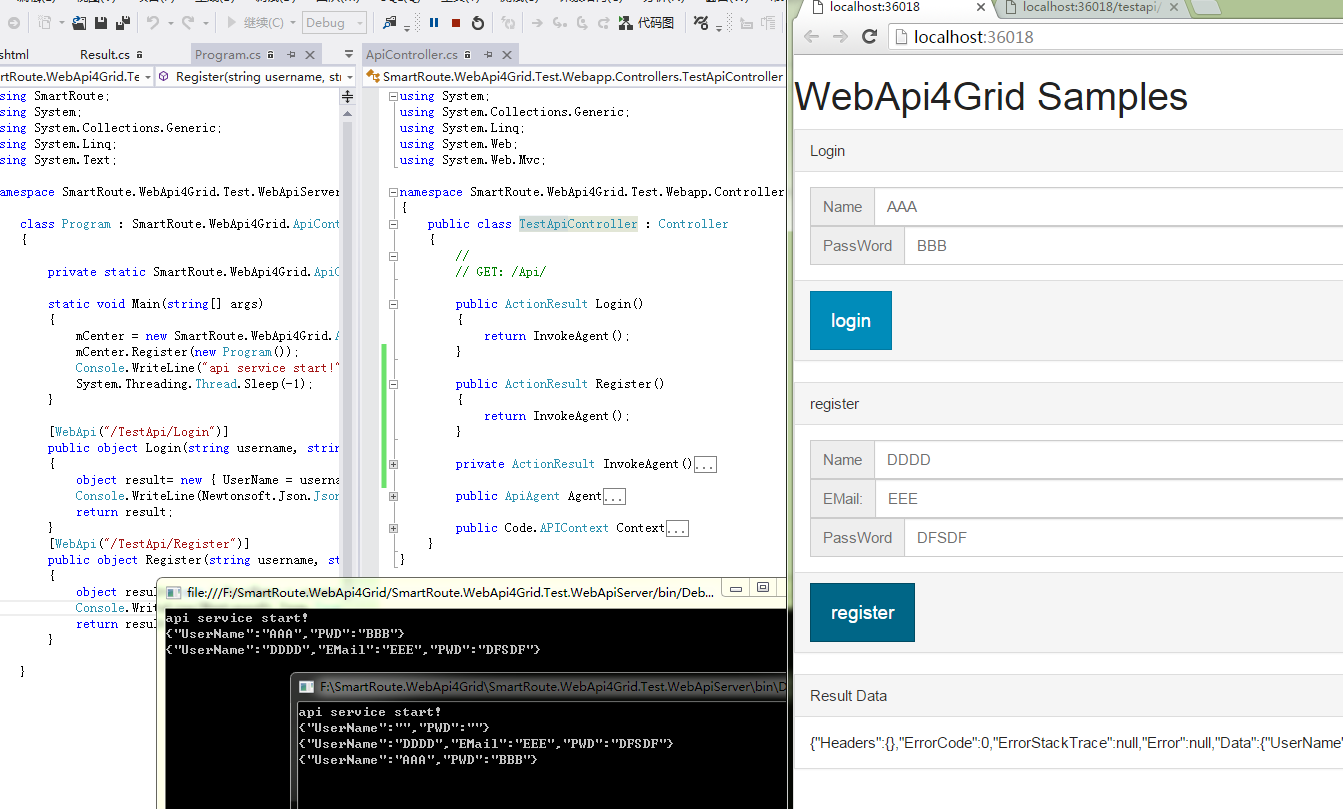 继续(C)
Debug
代码图
shtml
Result.cs
Program.cs
ApiController.cs
rtRoute.WebApi4Grid.Te
Register(string username, str
SmartRoute.WebApi4Grid.Test.Webapp.Controllers.TestApiController
sing SmartRoute;
sing System;
sing System.Collections.Generic;
sing System.Linq;
sing System.Text;
amespace SmartRoute.WebApi4Grid.Test.WebApiServer
class Program : SmartRoute.WebApi4Grid.ApiCont
{
private static SmartRoute.WebApi4Grid.ApiC
static void Main(string[] args)
{
mCenter = new SmartRoute.WebApi4Grid.A
mCenter.Register(new Program());
Console.WriteLine("api service start!"
System.Threading.Thread.Sleep(-1);
}
[WebApi("/TestApi/Login")]
public object Login(string username, strin
{
object result= new { UserName = userna
Console.WriteLine(Newtonsoft.Json.Json
return result;
}
[WebApi("/TestApi/Register")]
public object Register(string username, st
{
object resul
Console.Writ
return resul
}
}
using System;
using System.Collections.Generic;
using System.Linq;
using System.Web;
using System.Web.Mvc;
namespace SmartRoute.WebApi4Grid.Test.Webapp.Controller
{
public class TestApiController : Controller
{
//
// GET: /Api/
public ActionResult Login()
{
return InvokeAgent();
}
public ActionResult Register()
{
return InvokeAgent();
}
private ActionResult InvokeAgent()...
public ApiAgent Agent...
public Code.APIContext Context...
}
}
file:///F:/SmartRoute.WebApi4Grid/SmartRoute.WebApi4Grid.Test.WebApiServer/bin/Deb...
api service start!
{"UserName":"AAA","PWD":"BBB"}
{"UserName":"DDDD","EMail":"EEE","PWD":"DFSDF"}
F:\SmartRoute.WebApi4Grid\SmartRoute.WebApi4Grid.Test.WebApiServer\bin\D
api service start!
{"UserName":"","PWD":""}
{"UserName":"DDDD","EMail":"EEE","PWD":"DFSDF"}
{"UserName":"AAA","PWD":"BBB"}
localhost:36018
localhost:36018/testapi/
localhost:36018
WebApi4Grid Samples
Login
Name AAA
PassWord BBB
login
register
Name DDDD
EMail: EEE
PassWord DFSDF
register
Result Data
{"Headers":{},"ErrorCode":0,"ErrorStackTrace":null,"Error":null,"Data":{"UserName"